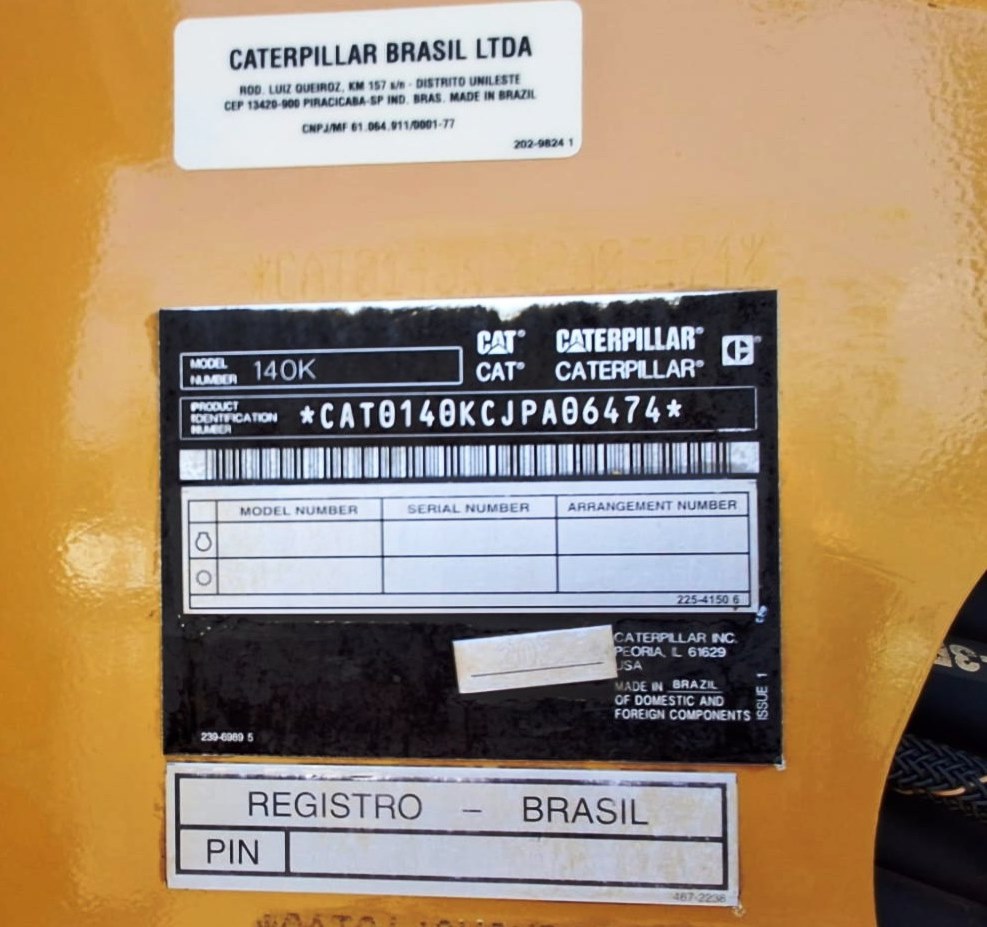 CATERPILLAR BRASIL LTDA
ROD. LUIZ QUEIROZ, KM 157 s/n - DISTRITO UNILESTE
CEP 13420-900 PIRACICABA-SP IND. BRAS. MADE IN BRAZIL
CNPJ/MF 61.064.911/0001-77
202-9824 1
CAT® CATERPILLAR®
MODEL NUMBER 140K
CAT® CATERPILLAR®
PRODUCT IDENTIFICATION NUMBER *CAT0140KCJPA06474*
MODEL NUMBER SERIAL NUMBER ARRANGEMENT NUMBER
225-4150 6
CATERPILLAR INC.
PEORIA, IL 61629
USA
MADE IN BRAZIL
OF DOMESTIC AND
FOREIGN COMPONENTS
ISSUE 1
239-6989 5
REGISTRO – BRASIL
PIN
467-2236